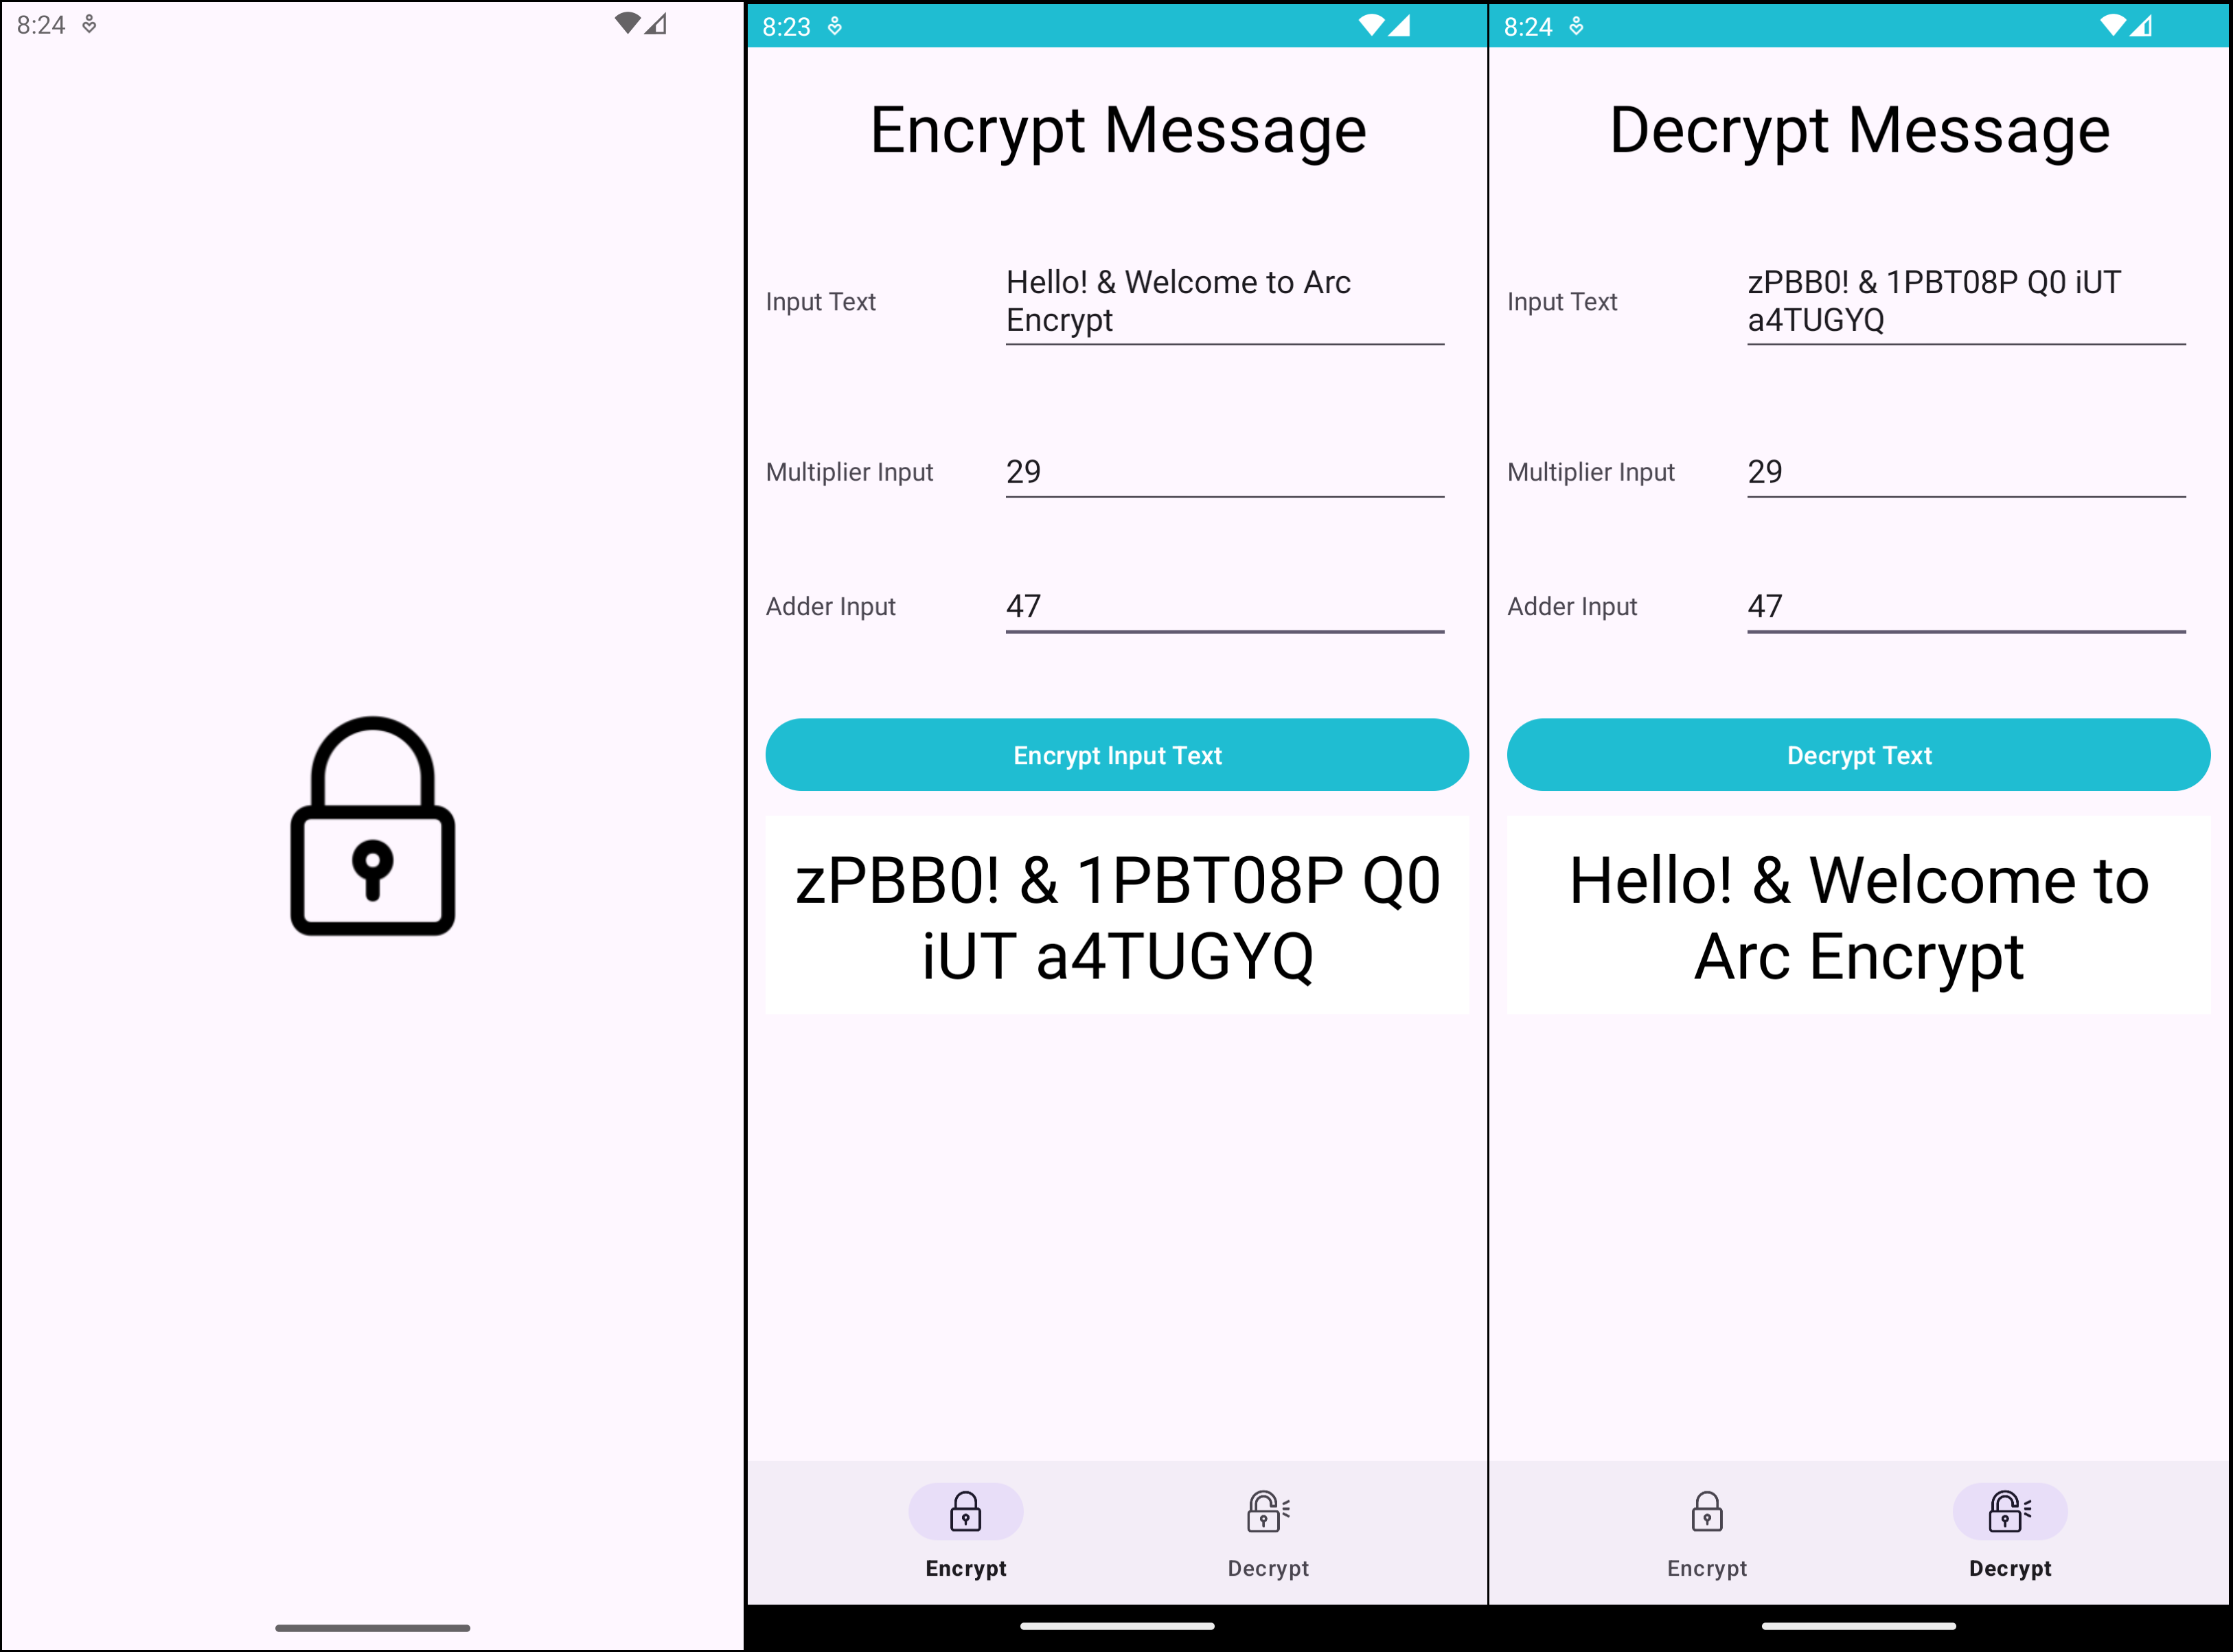 8:24
8:23
Encrypt Message
Input Text
Hello! & Welcome to Arc
Encrypt
Multiplier Input
29
Adder Input
47
Encrypt Input Text
zPBB0! & 1PBT08P Q0
iUT a4TUGYQ
Encrypt
Decrypt
8:24
Decrypt Message
Input Text
zPBB0! & 1PBT08P Q0 iUT
a4TUGYQ
Multiplier Input
29
Adder Input
47
Decrypt Text
Hello! & Welcome to
Arc Encrypt
Encrypt
Decrypt